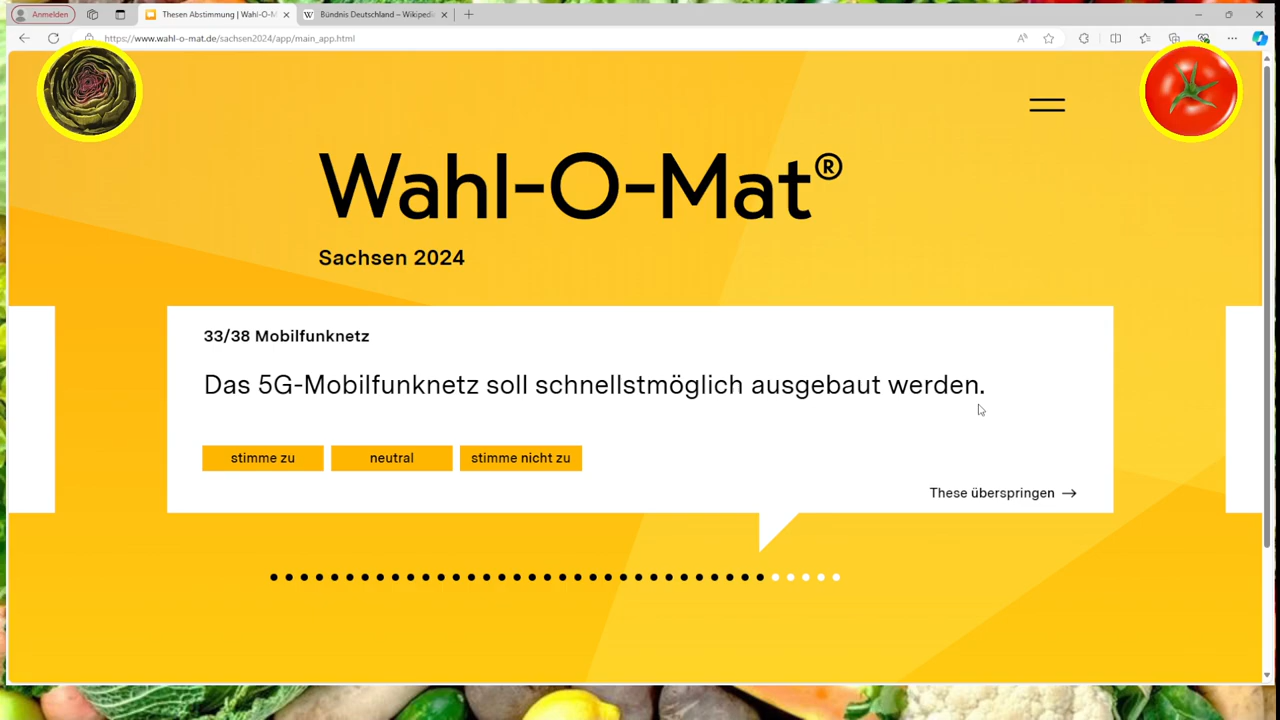 Anmelden
Thesen Abstimmung | Wahl-O-M
Bündnis Deutschland – Wikipedi
https://www.wahl-o-mat.de/sachsen2024/app/main_app.html
Wahl-O-Mat®
Sachsen 2024
33/38 Mobilfunknetz
Das 5G-Mobilfunknetz soll schnellstmöglich ausgebaut werden.
stimme zu
neutral
stimme nicht zu
These überspringen →